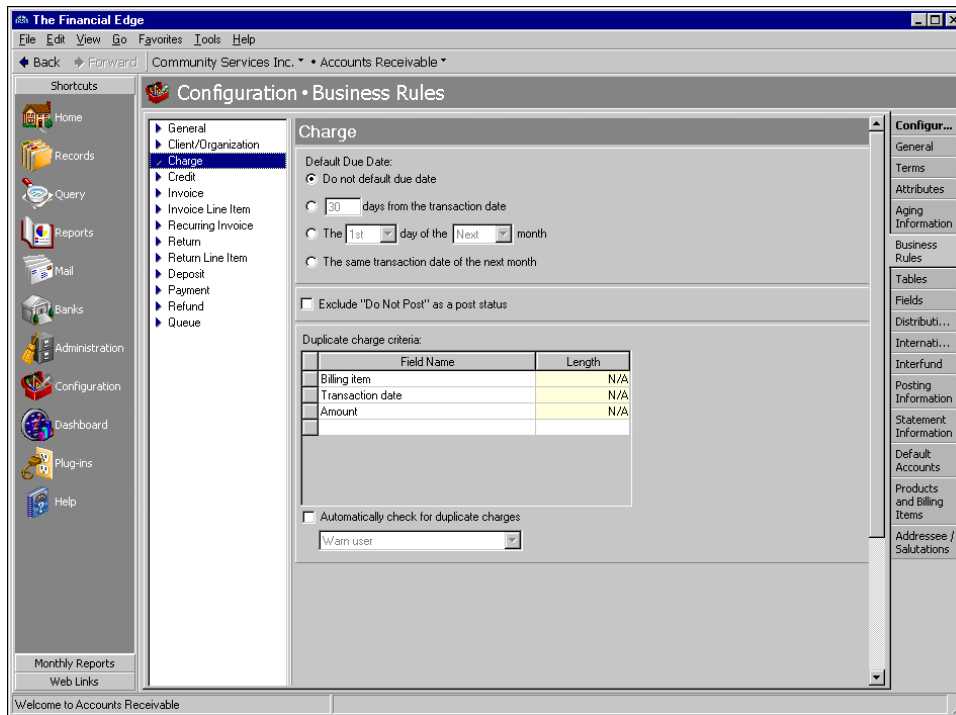 The Financial Edge
File Edit View Go Favorites Tools Help
Back Forward Community Services Inc. • Accounts Receivable
Shortcuts
Home
Records
Query
Reports
Mail
Banks
Administration
Configuration
Dashboard
Plug-ins
Help
Monthly Reports
Web Links
Configuration • Business Rules
General
Client/Organization
Charge
Credit
Invoice
Invoice Line Item
Recurring Invoice
Return
Return Line Item
Deposit
Payment
Refund
Queue
Charge
Default Due Date:
Do not default due date
30 days from the transaction date
The 1st day of the Next month
The same transaction date of the next month
Exclude "Do Not Post" as a post status
Duplicate charge criteria:
Field Name Length
Billing item N/A
Transaction date N/A
Amount N/A
Automatically check for duplicate charges
Warn user
Configur...
General
Terms
Attributes
Aging
Information
Business
Rules
Tables
Fields
Distributi...
Internati...
Interfund
Posting
Information
Statement
Information
Default
Accounts
Products
and Billing
Items
Addressee /
Salutations
Welcome to Accounts Receivable